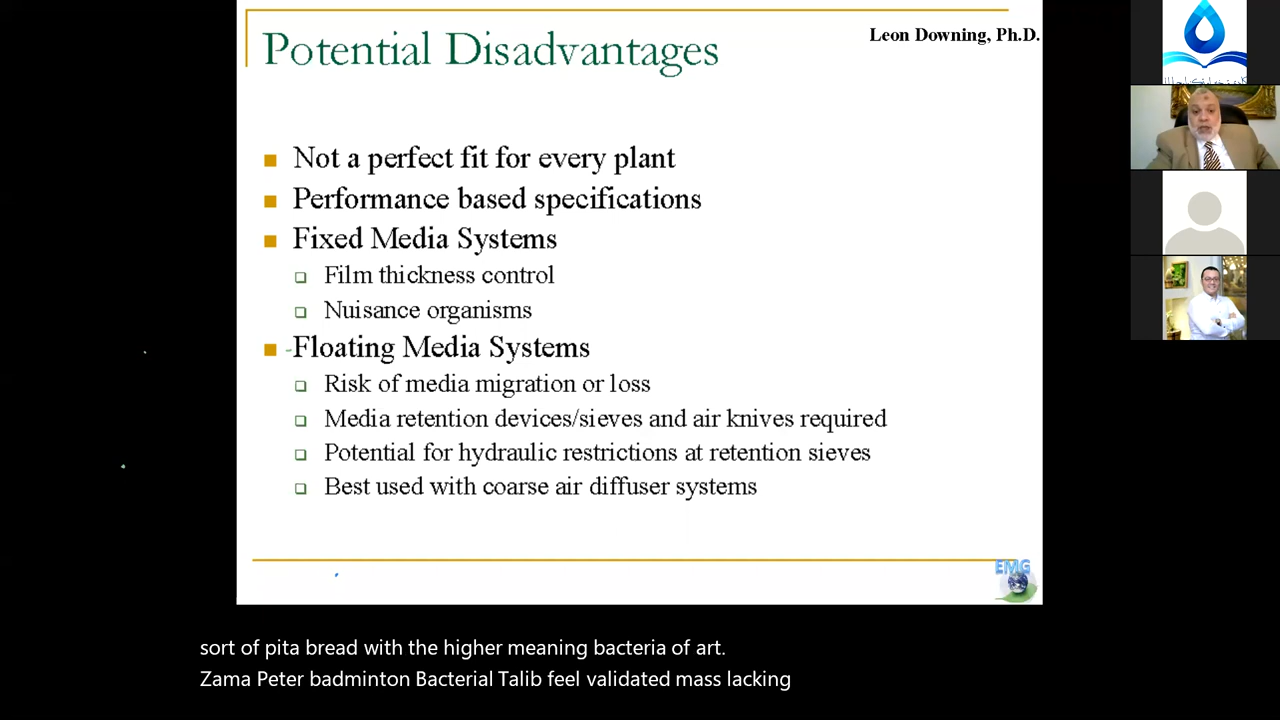 Potential Disadvantages
Leon Downing, Ph.D.
Not a perfect fit for every plant
Performance based specifications
Fixed Media Systems
Film thickness control
Nuisance organisms
Floating Media Systems
Risk of media migration or loss
Media retention devices/sieves and air knives required
Potential for hydraulic restrictions at retention sieves
Best used with coarse air diffuser systems
EMG
sort of pita bread with the higher meaning bacteria of art.
Zama Peter badminton Bacterial Talib feel validated mass lacking